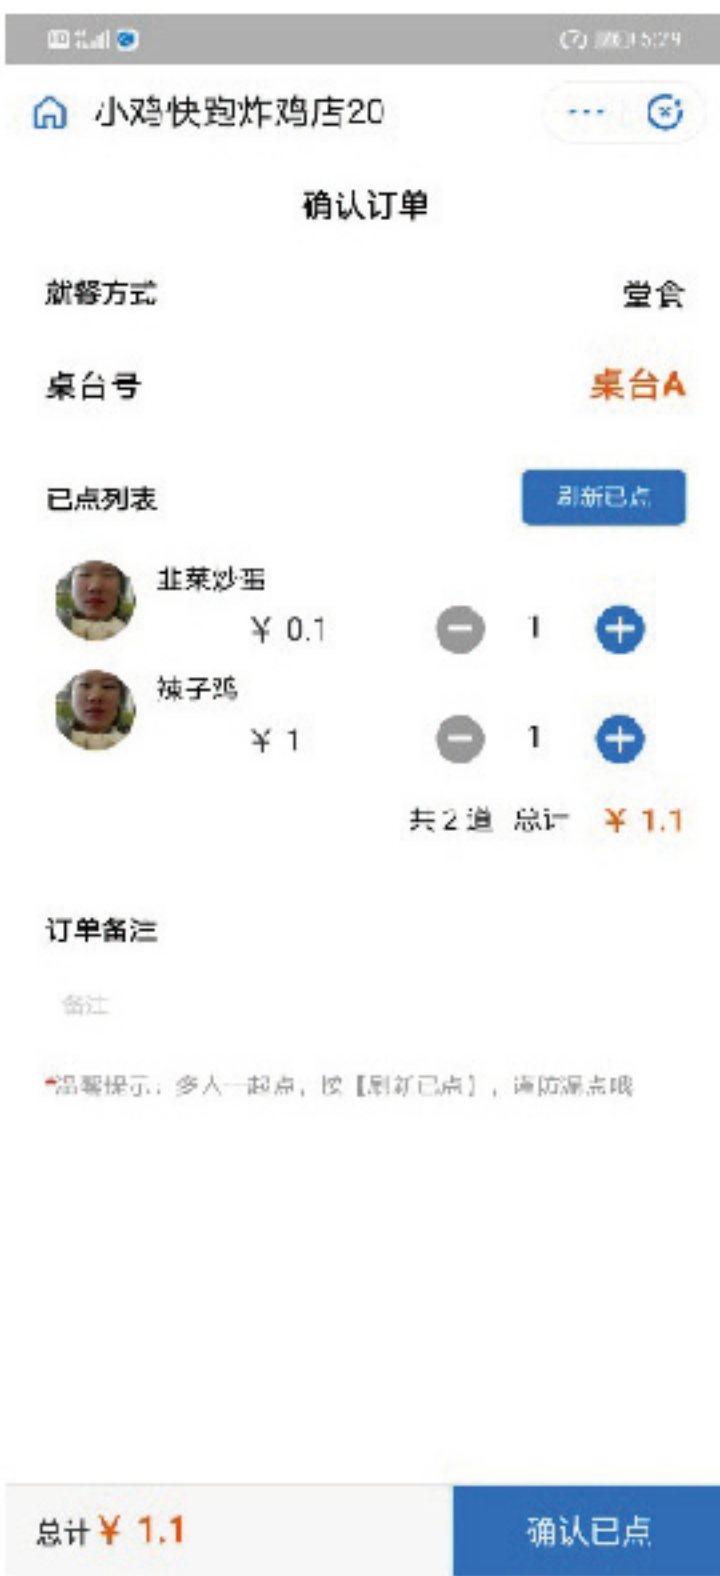 小鸡快跑炸鸡店20
确认订单
就餐方式 堂食
桌台号 桌台A
已点列表 刷新已点
韭菜炒蛋
¥ 0.1 1
辣子鸡
¥ 1 1
共2道 总计 ¥ 1.1
订单备注
备注
*温馨提示：多人一起点，按【刷新已点】，谨防漏点哦
总计¥ 1.1 确认已点